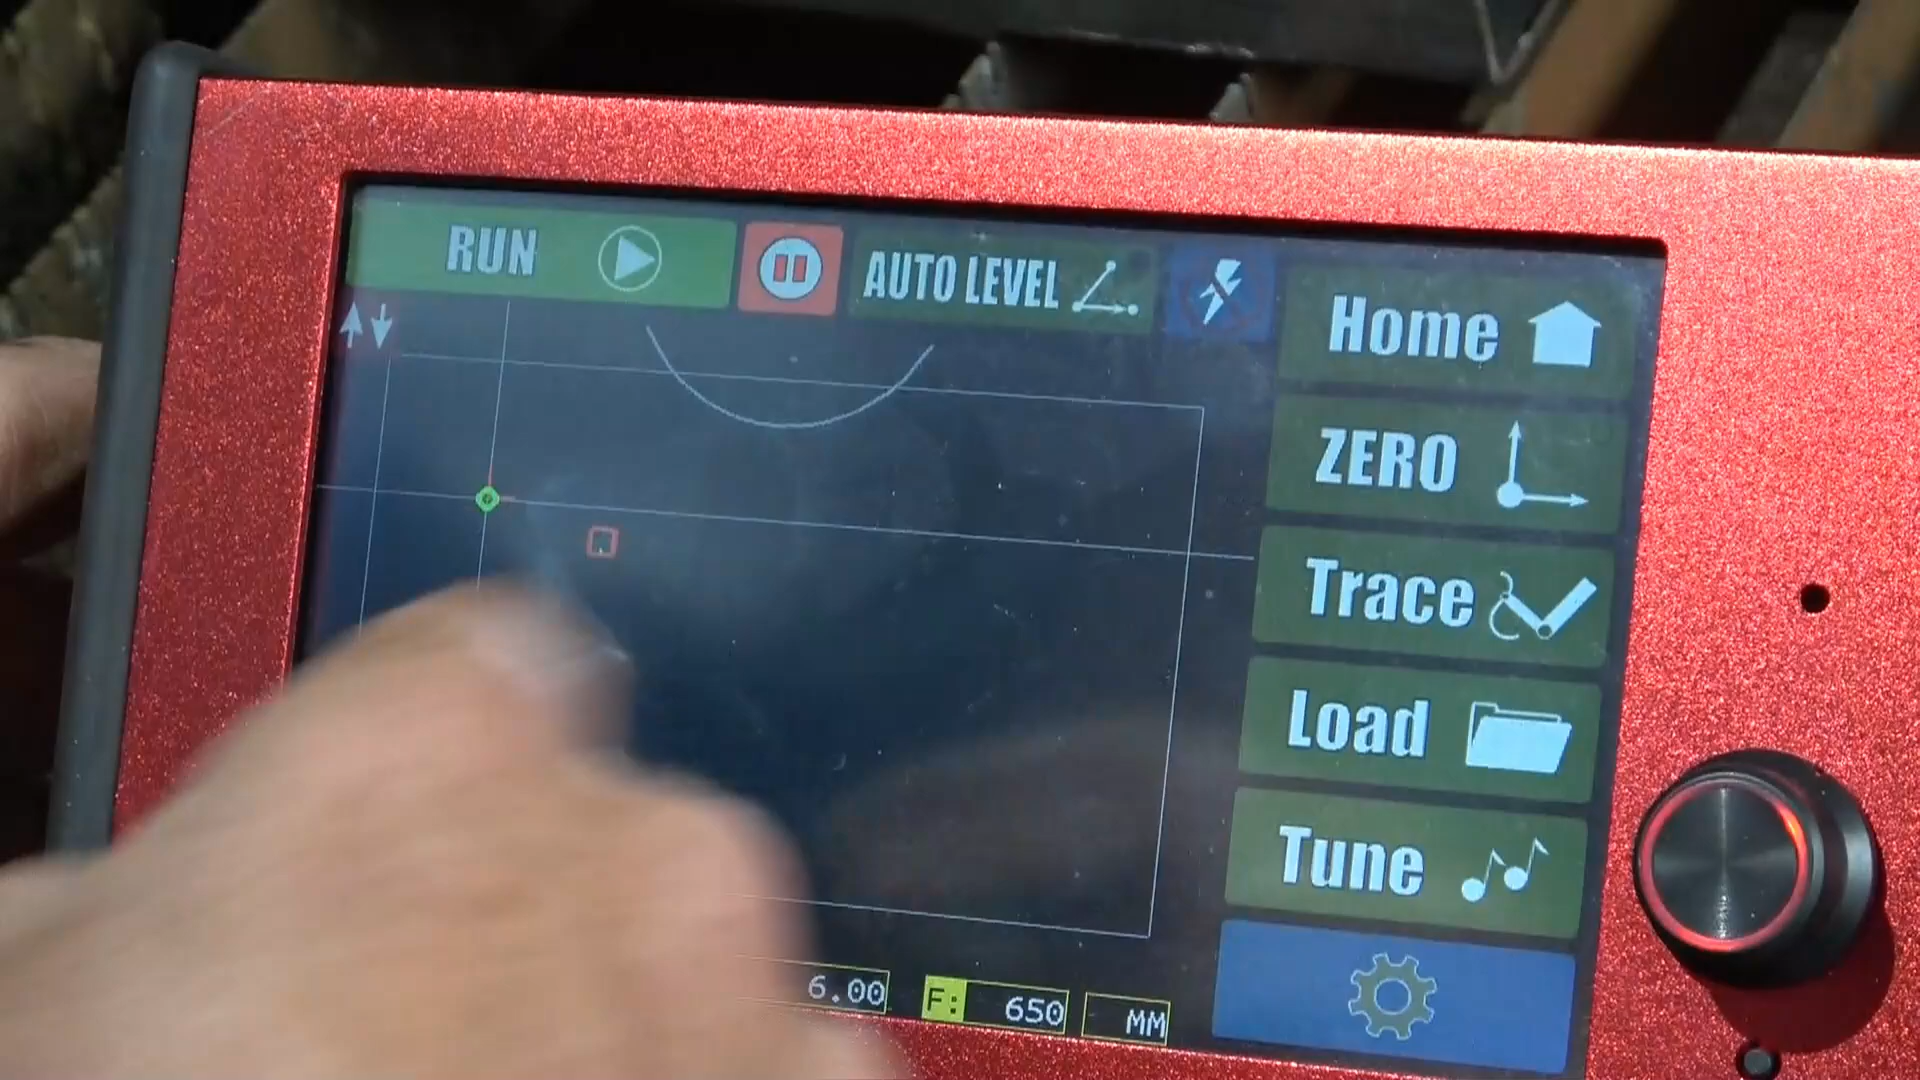 RUN
AUTO LEVEL
Home
ZERO
Trace
Load
Tune
6.00
F: 650
MM